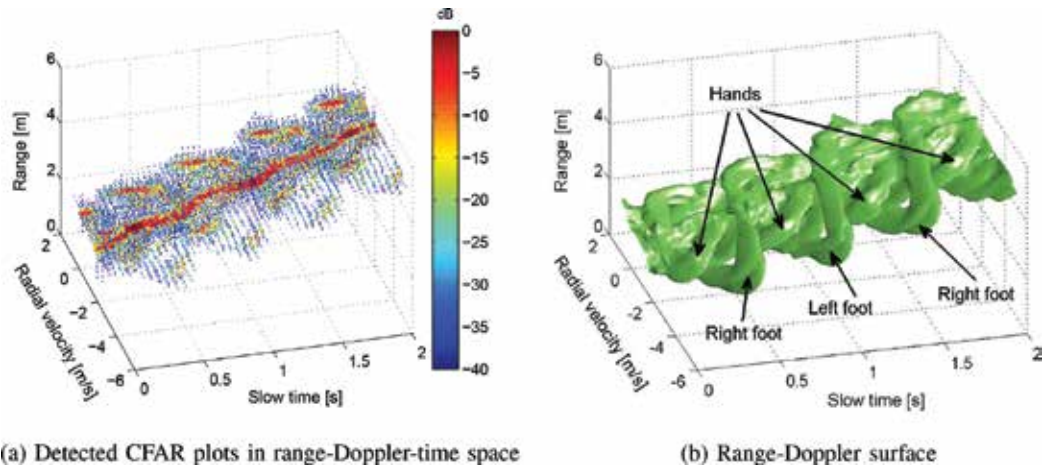 dB
0
−5
−10
−15
−20
−25
−30
−35
−40
6
4
2
0
Range [m]
2
0
−2
−4
−6
Radial velocity [m/s]
0
0.5
1
1.5
2
Slow time [s]
(a) Detected CFAR plots in range-Doppler-time space
6
4
2
0
Range [m]
2
0
−2
−4
−6
Radial velocity [m/s]
0
0.5
1
1.5
2
Slow time [s]
Hands
Right foot
Left foot
Right foot
(b) Range-Doppler surface